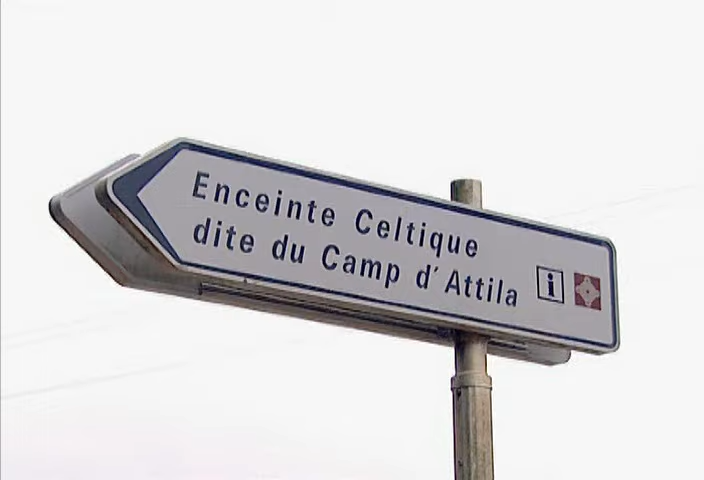 Enceinte Celtique
dite du Camp d'Attila
i